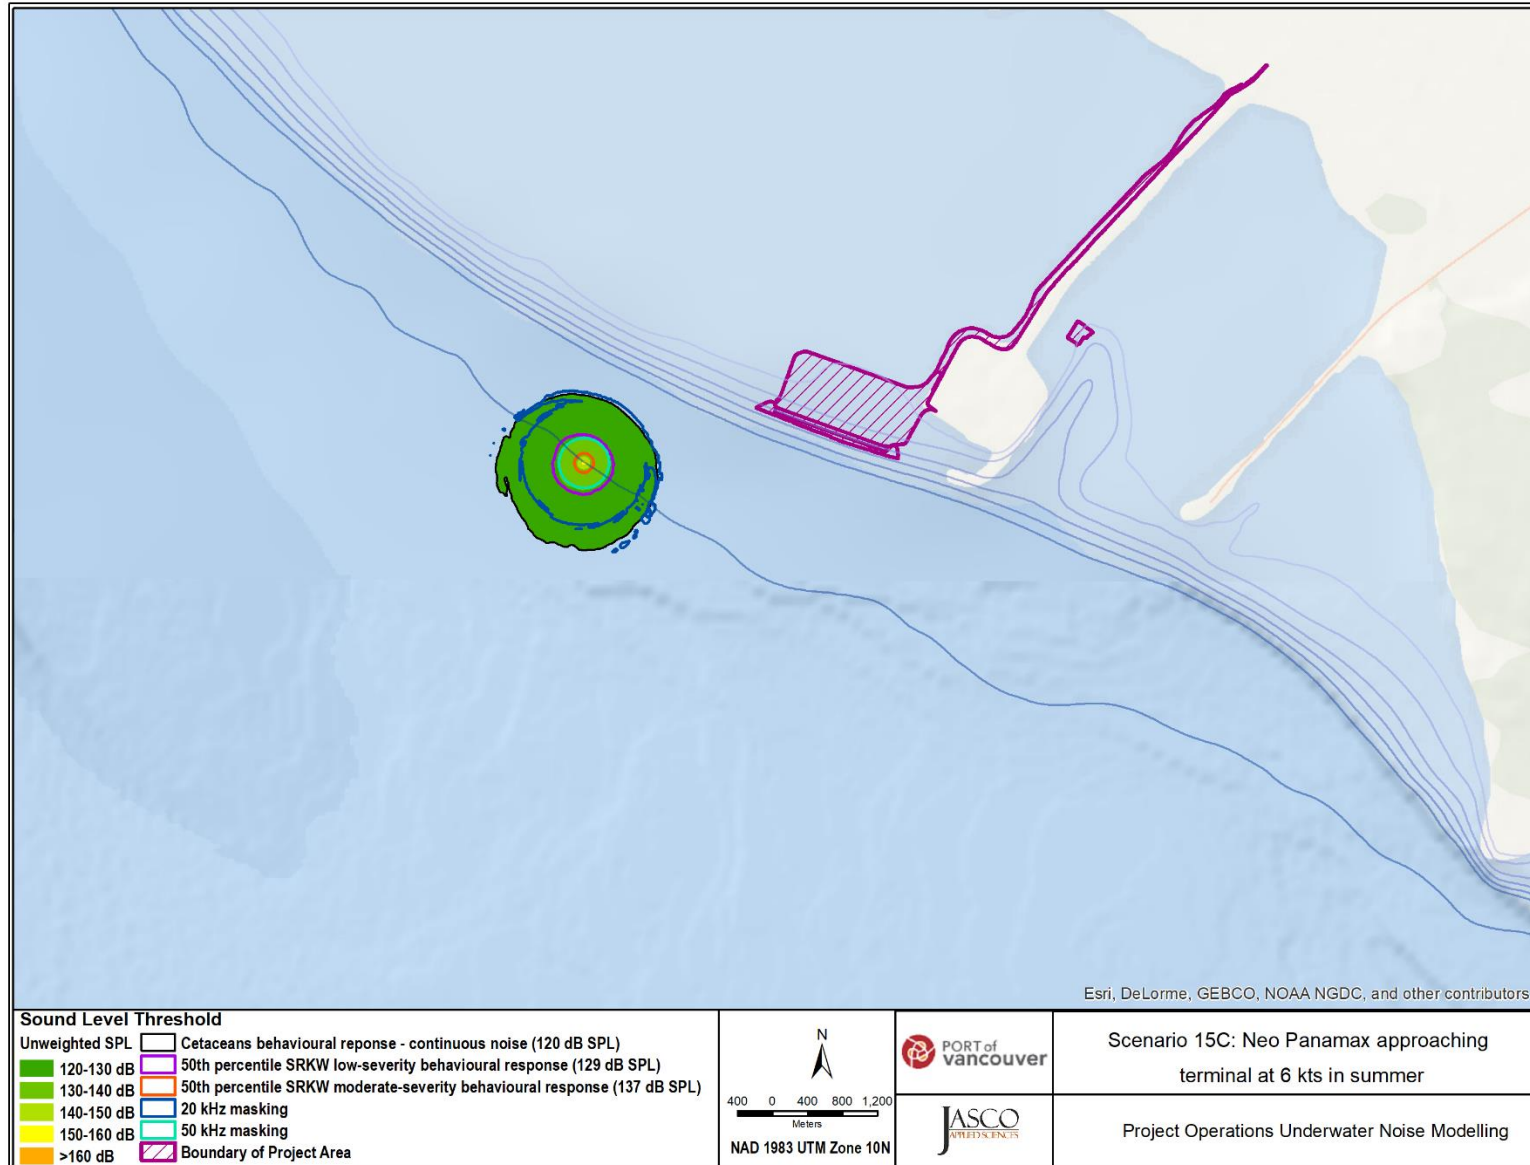 Esri, DeLorme, GEBCO, NOAA NGDC, and other contributors
Sound Level Threshold
Unweighted SPL
120-130 dB
130-140 dB
140-150 dB
150-160 dB
>160 dB
Cetaceans behavioural reponse - continuous noise (120 dB SPL)
50th percentile SRKW low-severity behavioural response (129 dB SPL)
50th percentile SRKW moderate-severity behavioural response (137 dB SPL)
20 kHz masking
50 kHz masking
Boundary of Project Area
N
400 0 400 800 1,200
Meters
NAD 1983 UTM Zone 10N
PORT of
vancouver
JASCO
APPLIED SCIENCES
Scenario 15C: Neo Panamax approaching
terminal at 6 kts in summer
Project Operations Underwater Noise Modelling